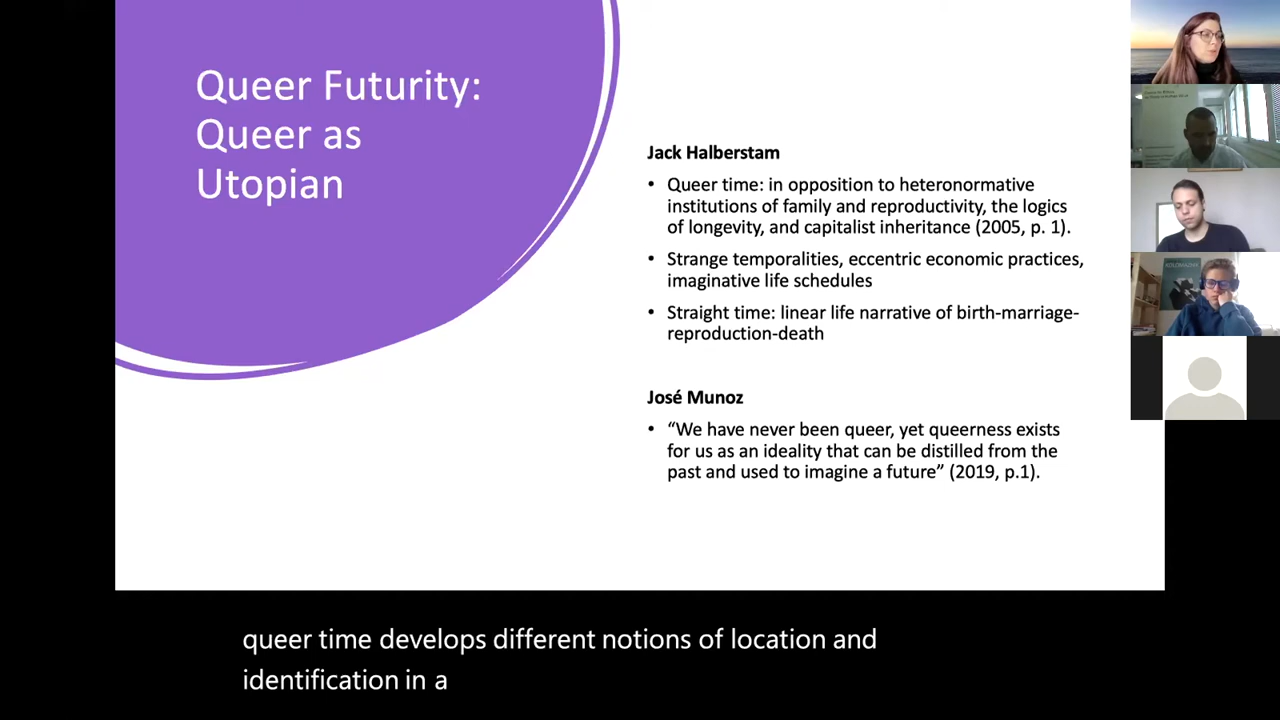 Queer Futurity:
Queer as
Utopian
Jack Halberstam
• Queer time: in opposition to heteronormative
institutions of family and reproductivity, the logics
of longevity, and capitalist inheritance (2005, p. 1).
• Strange temporalities, eccentric economic practices,
imaginative life schedules
• Straight time: linear life narrative of birth-marriage-
reproduction-death
José Munoz
• “We have never been queer, yet queerness exists
for us as an ideality that can be distilled from the
past and used to imagine a future” (2019, p.1).
queer time develops different notions of location and
identification in a